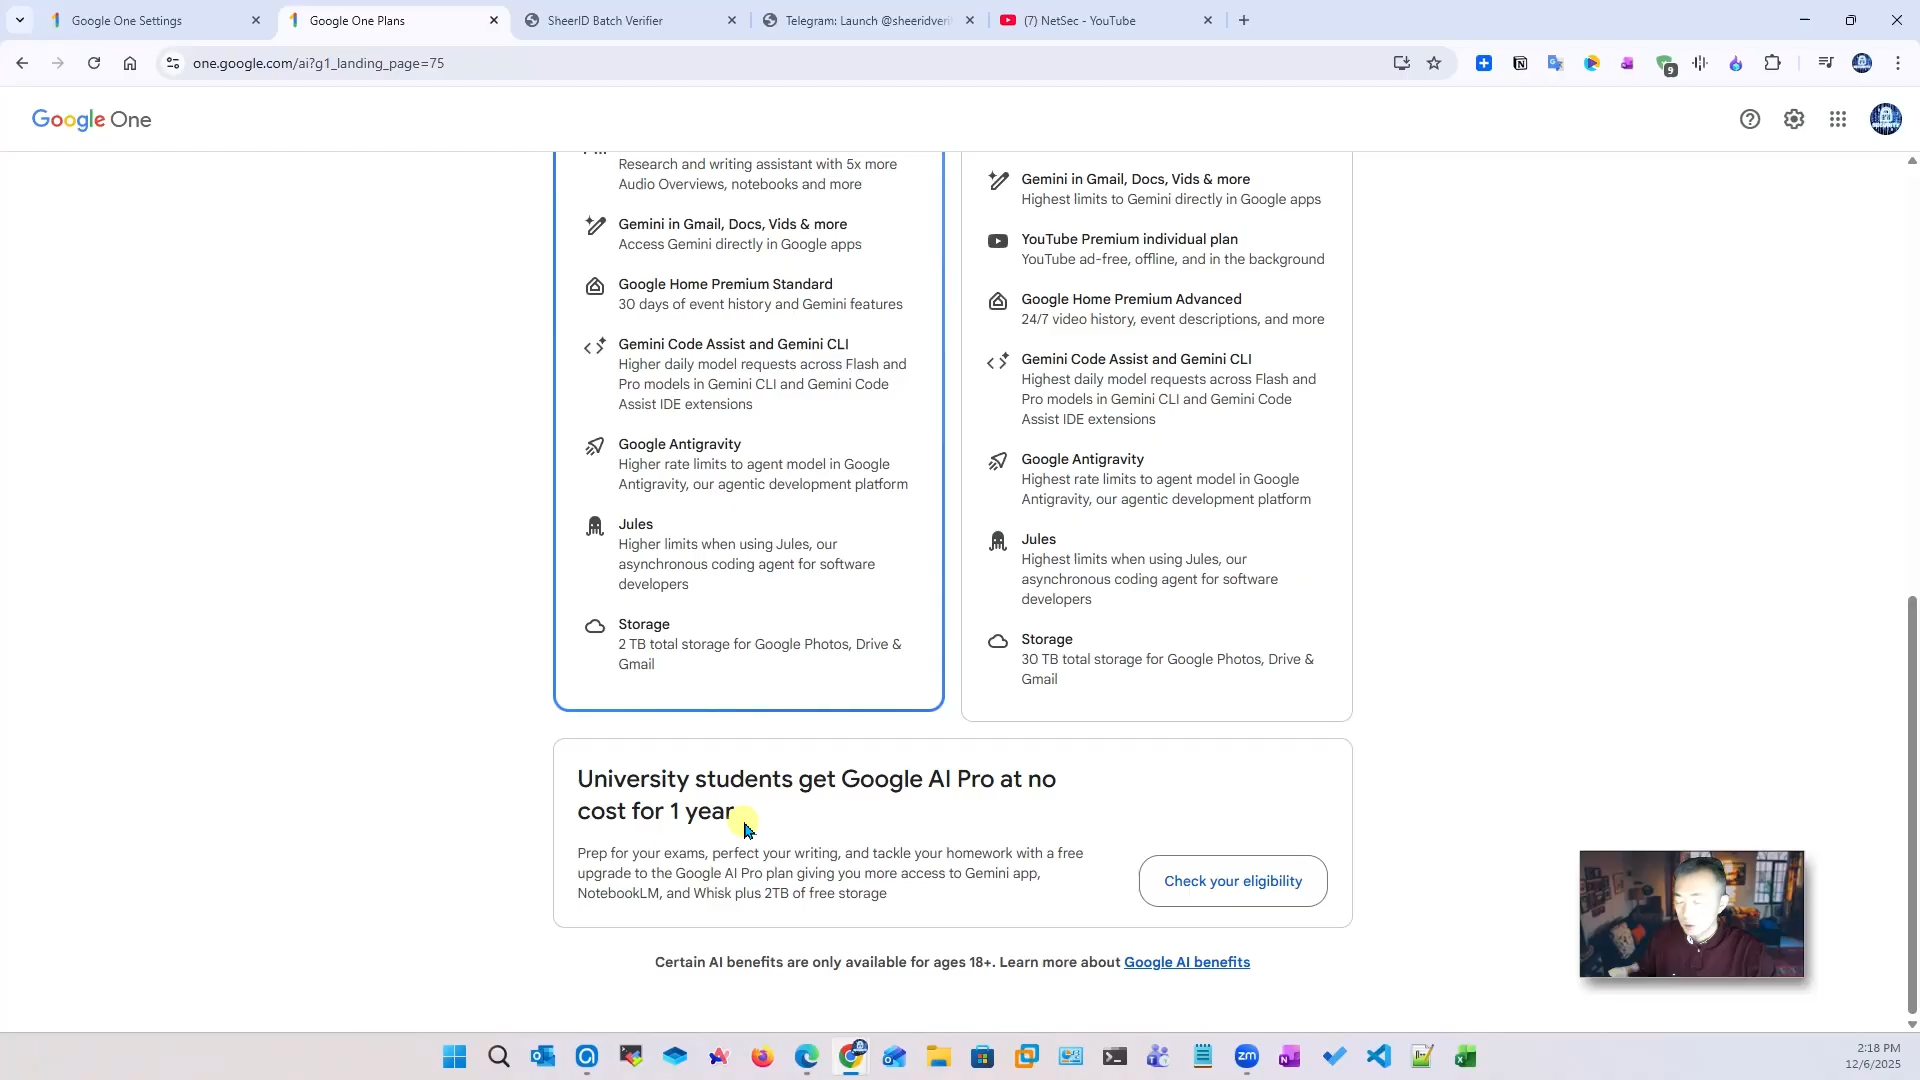 Google One Settings
Google One Plans
SheerID Batch Verifier
Telegram: Launch @sheeridveri
(7) NetSec - YouTube
one.google.com/ai?g1_landing_page=75
9
Google One
Research and writing assistant with 5x more
Audio Overviews, notebooks and more
Gemini in Gmail, Docs, Vids & more
Access Gemini directly in Google apps
Google Home Premium Standard
30 days of event history and Gemini features
Gemini Code Assist and Gemini CLI
Higher daily model requests across Flash and
Pro models in Gemini CLI and Gemini Code
Assist IDE extensions
Google Antigravity
Higher rate limits to agent model in Google
Antigravity, our agentic development platform
Jules
Higher limits when using Jules, our
asynchronous coding agent for software
developers
Storage
2 TB total storage for Google Photos, Drive &
Gmail
Gemini in Gmail, Docs, Vids & more
Highest limits to Gemini directly in Google apps
YouTube Premium individual plan
YouTube ad-free, offline, and in the background
Google Home Premium Advanced
24/7 video history, event descriptions, and more
Gemini Code Assist and Gemini CLI
Highest daily model requests across Flash and
Pro models in Gemini CLI and Gemini Code
Assist IDE extensions
Google Antigravity
Highest rate limits to agent model in Google
Antigravity, our agentic development platform
Jules
Highest limits when using Jules, our
asynchronous coding agent for software
developers
Storage
30 TB total storage for Google Photos, Drive &
Gmail
University students get Google AI Pro at no
cost for 1 year
Prep for your exams, perfect your writing, and tackle your homework with a free
upgrade to the Google AI Pro plan giving you more access to Gemini app,
NotebookLM, and Whisk plus 2TB of free storage
Check your eligibility
Certain AI benefits are only available for ages 18+. Learn more about Google AI benefits
zm
2:18 PM
12/6/2025